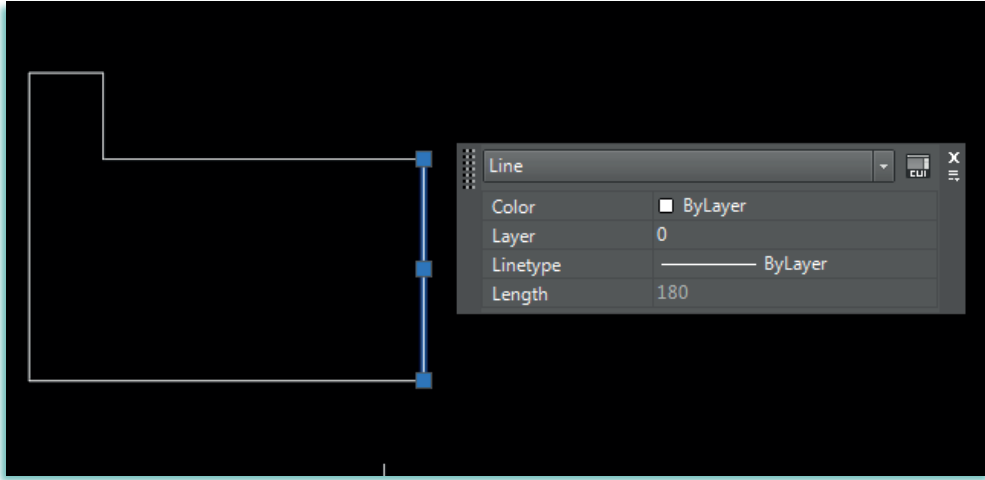 Line
CUI
X
Color ByLayer
Layer 0
Linetype ByLayer
Length 180